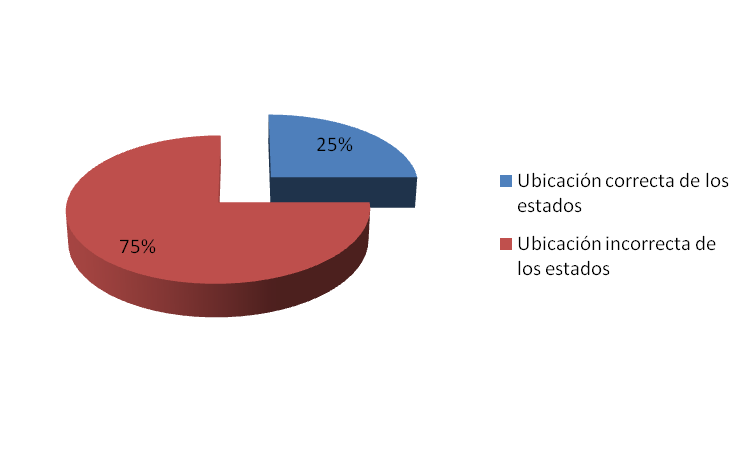 25%
75%
Ubicación correcta de los
estados
Ubicación incorrecta de
los estados